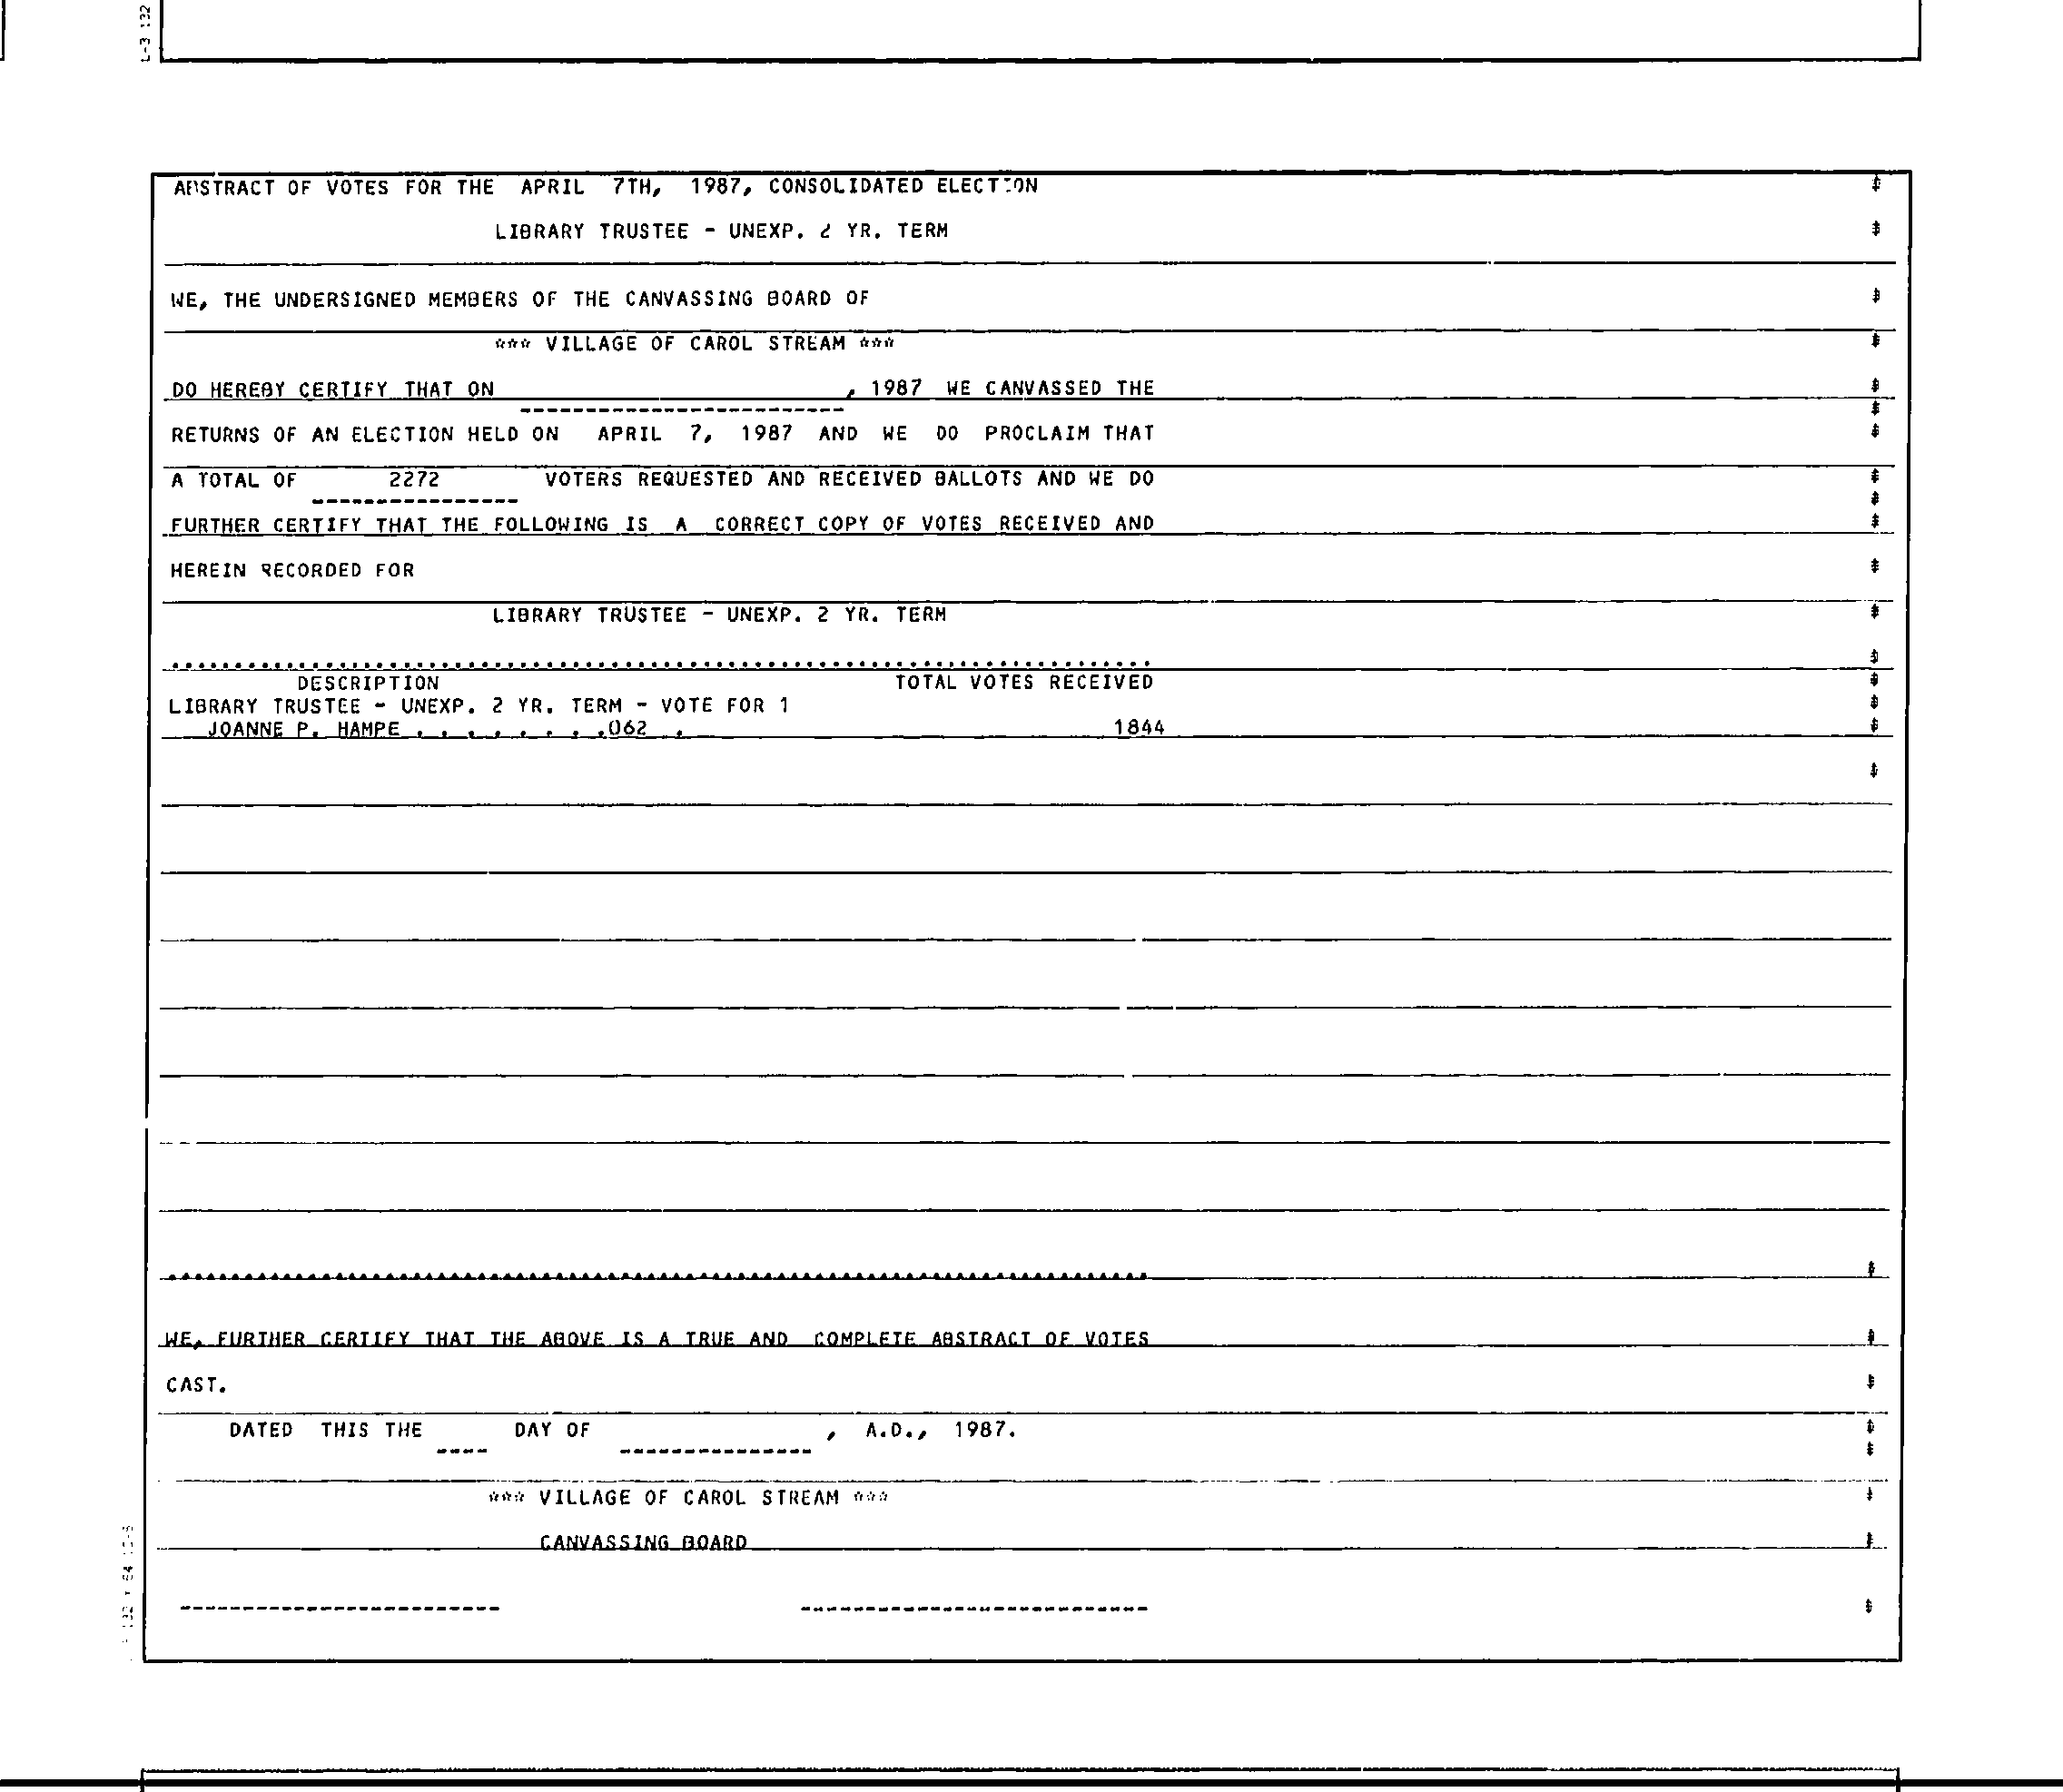 L-3 132
ABSTRACT OF VOTES FOR THE APRIL 7TH, 1987, CONSOLIDATED ELECTION #
LIBRARY TRUSTEE - UNEXP. 2 YR. TERM #
WE, THE UNDERSIGNED MEMBERS OF THE CANVASSING BOARD OF #
*** VILLAGE OF CAROL STREAM *** #
DO HEREBY CERTIFY THAT ON , 1987 WE CANVASSED THE #
------------------------- #
RETURNS OF AN ELECTION HELD ON APRIL 7, 1987 AND WE DO PROCLAIM THAT #
A TOTAL OF 2272 VOTERS REQUESTED AND RECEIVED BALLOTS AND WE DO #
---------------- #
FURTHER CERTIFY THAT THE FOLLOWING IS A CORRECT COPY OF VOTES RECEIVED AND #
HEREIN RECORDED FOR #
LIBRARY TRUSTEE - UNEXP. 2 YR. TERM #
............................................................................ #
DESCRIPTION TOTAL VOTES RECEIVED #
LIBRARY TRUSTEE - UNEXP. 2 YR. TERM - VOTE FOR 1 #
JOANNE P. HAMPE . . . . . . . .062 . 1844 #
#
............................................................................ #
WE, FURTHER CERTIFY THAT THE ABOVE IS A TRUE AND COMPLETE ABSTRACT OF VOTES #
CAST. #
DATED THIS THE DAY OF , A.D., 1987. #
---- --------------- #
*** VILLAGE OF CAROL STREAM *** #
CANVASSING BOARD #
------------------------- --------------------------- #